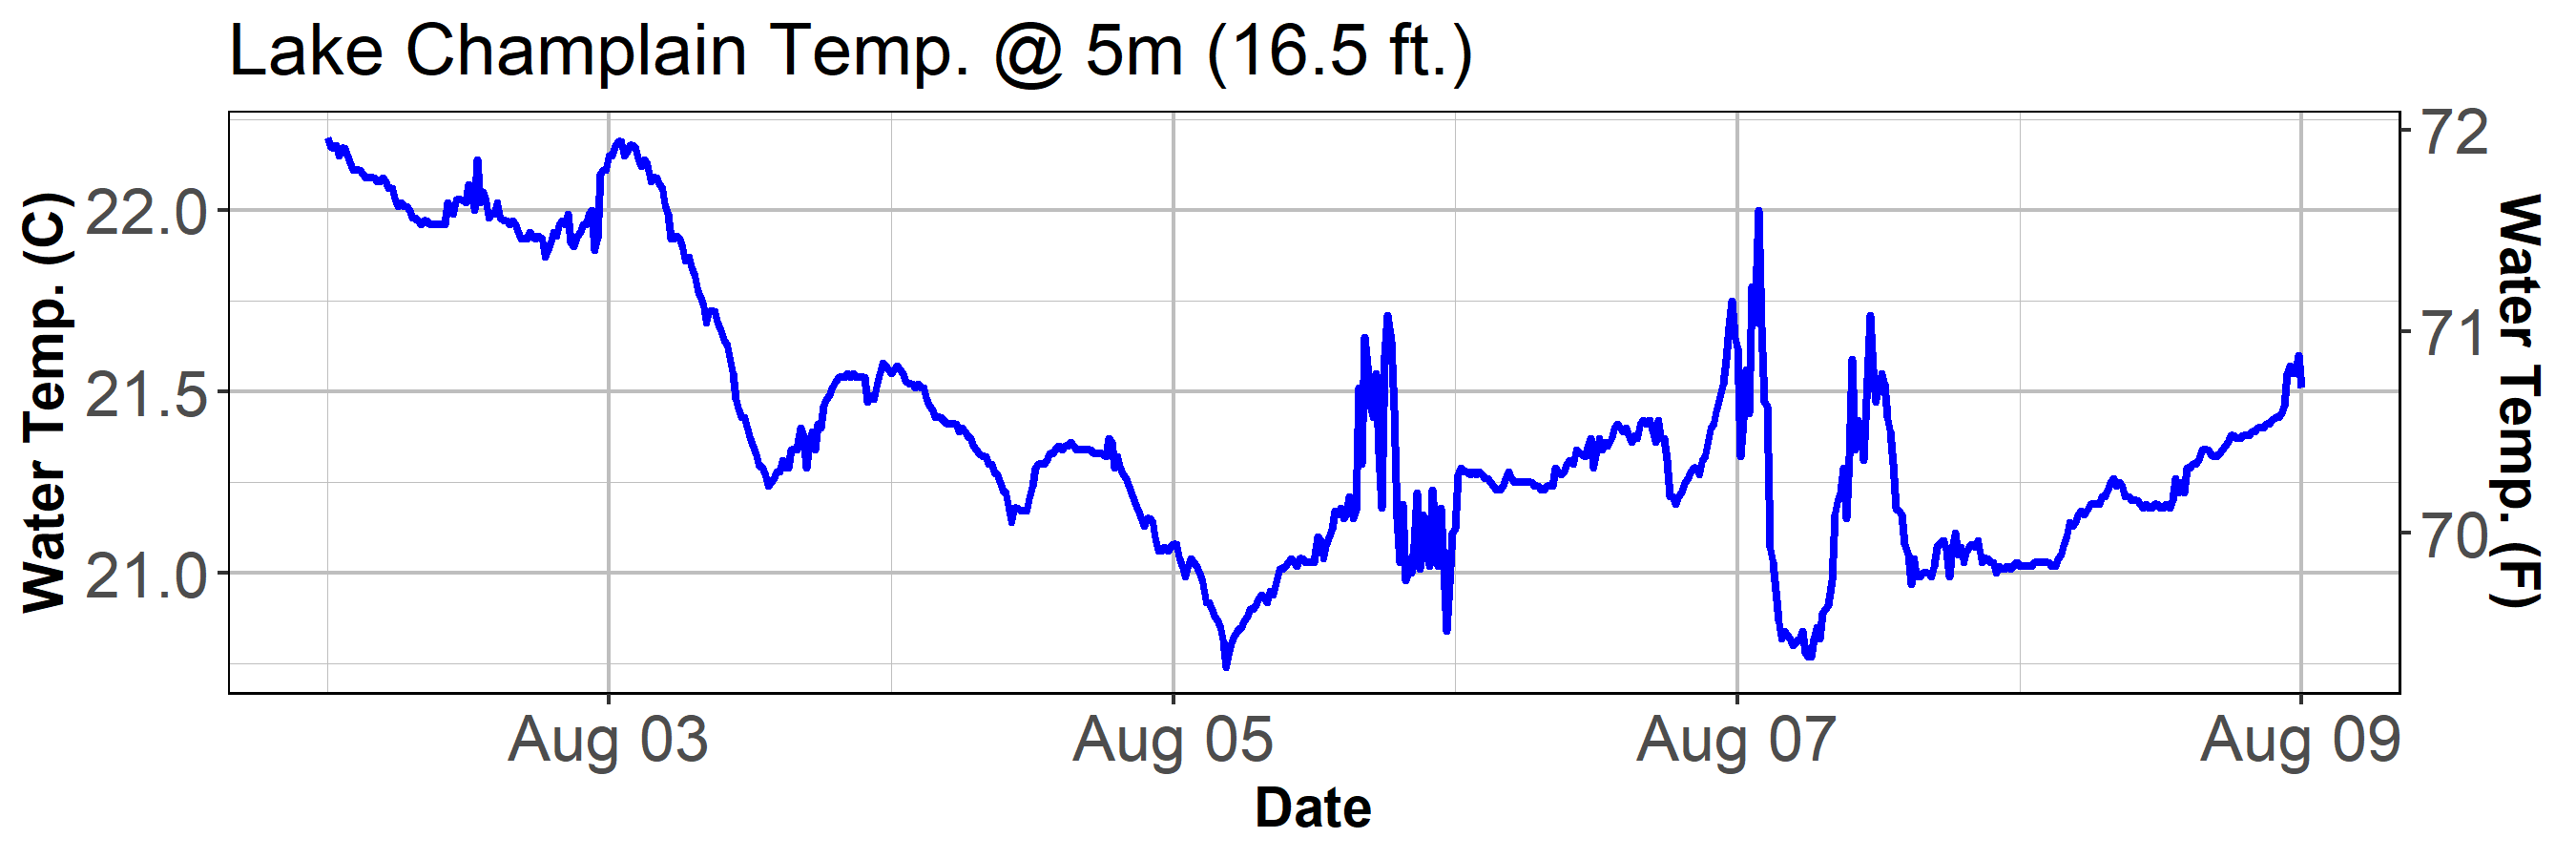 Lake Champlain Temp. @ 5m (16.5 ft.)
Water Temp. (C)
22.0
21.5
21.0
72
71
70
Water Temp. (F)
Aug 03
Aug 05
Aug 07
Aug 09
Date